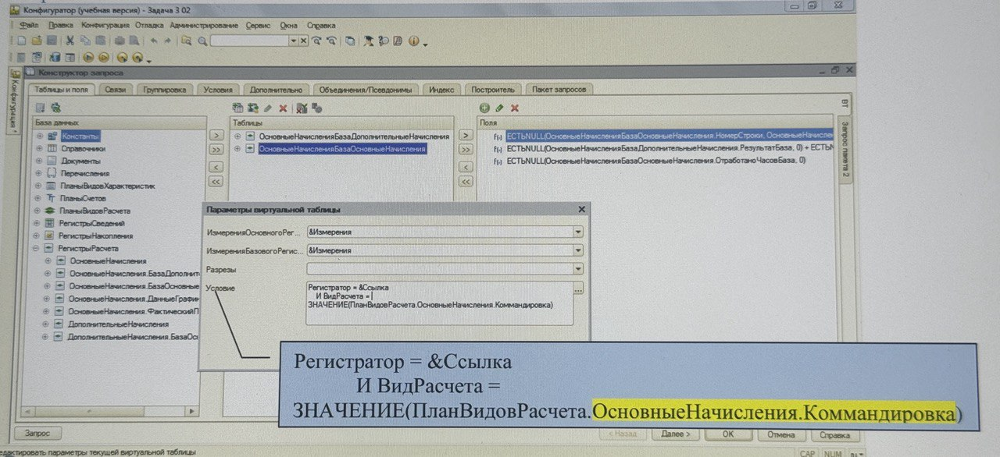 Конфигуратор (учебная версия) - Задача 3 02
Файл Правка Конфигурация Отладка Администрирование Сервис Окна Справка
Конструктор запроса
Таблицы и поля Связи Группировка Условия Дополнительно Объединения/Псевдонимы Индекс Построитель Пакет запросов
Конфигурация *
База данных
Константы
Справочники
Документы
Перечисления
ПланыВидовХарактеристик
ПланыСчетов
ПланыВидовРасчета
РегистрыСведений
РегистрыНакопления
РегистрыРасчета
ОсновныеНачисления
ОсновныеНачисления.БазаДополнит
ОсновныеНачисления.БазаОсновные
ОсновныеНачисления.ДанныеГрафи
ОсновныеНачисления.ФактическийП
ДополнительныеНачисления
ДополнительныеНачисления.БазаОс
Таблицы
ОсновныеНачисленияБазаДополнительныеНачисления
ОсновныеНачисленияБазаОсновныеНачисления
Поля
ЕСТЬNULL(ОсновныеНачисленияБазаОсновныеНачисления.НомерСтроки, ОсновныеНачислен
ЕСТЬNULL(ОсновныеНачисленияБазаДополнительныеНачисления.РезультатБаза, 0) + ЕСТЬN
ЕСТЬNULL(ОсновныеНачисленияБазаОсновныеНачисления.ОтработаноЧасовБаза, 0)
ВТ
Запрос пакета 2
Параметры виртуальной таблицы
ИзмеренияОсновногоРег... &Измерения
ИзмеренияБазовогоРегис... &Измерения
Разрезы
Условие
Регистратор = &Ссылка
И ВидРасчета =
ЗНАЧЕНИЕ(ПланВидовРасчета.ОсновныеНачисления.Коммандировка)
...
Регистратор = &Ссылка
И ВидРасчета =
ЗНАЧЕНИЕ(ПланВидовРасчета.ОсновныеНачисления.Коммандировка)
Запрос < Назад Далее > ОК Отмена Справка
едактировать параметры текущей виртуальной таблицы CAP NUM